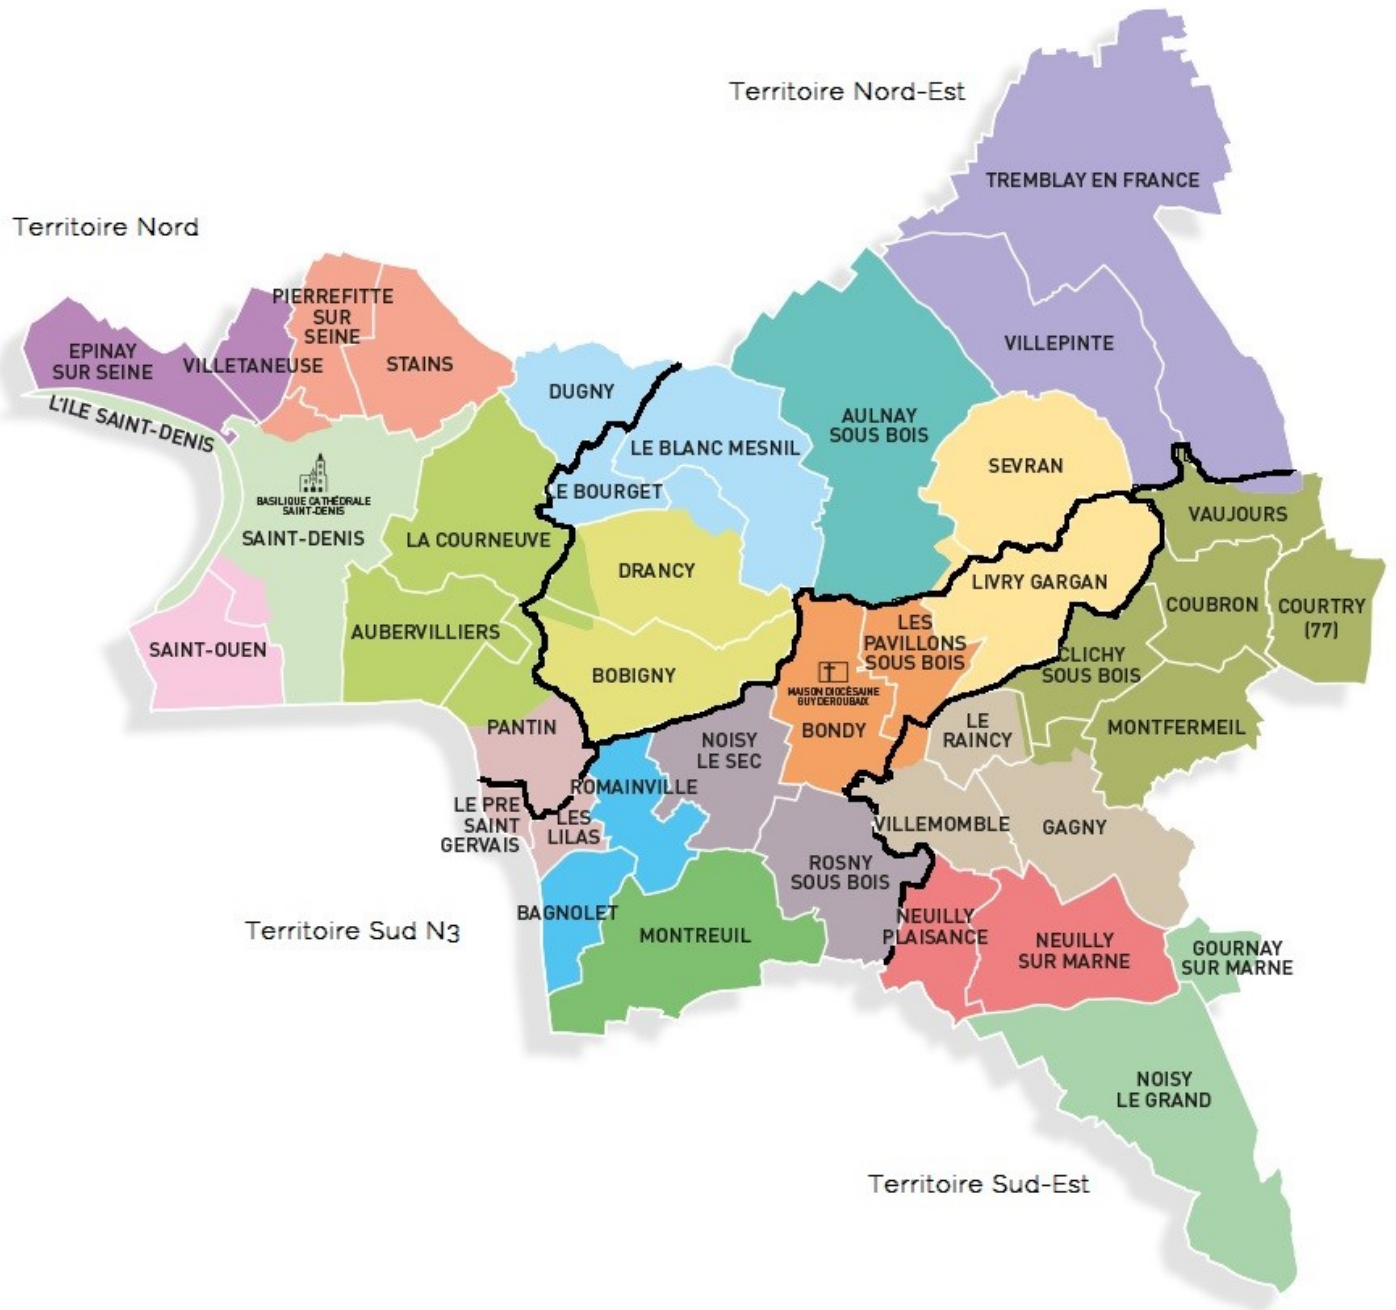 Territoire Nord-Est
TREMBLAY EN FRANCE
Territoire Nord
PIERREFITTE
SUR
SEINE
EPINAY
SUR SEINE
VILLETANEUSE
STAINS
VILLEPINTE
DUGNY
L'ILE SAINT-DENIS
AULNAY
SOUS BOIS
LE BLANC MESNIL
SEVRAN
BASILIQUE CATHÉDRALE
SAINT-DENIS
LE BOURGET
VAUJOURS
SAINT-DENIS
LA COURNEUVE
DRANCY
LIVRY GARGAN
COUBRON
COURTRY
(77)
AUBERVILLIERS
SAINT-OUEN
LES
PAVILLONS
SOUS BOIS
CLICHY
SOUS BOIS
BOBIGNY
MAISON DIOCÉSAINE
GUY DEROUBAIX
BONDY
PANTIN
NOISY
LE SEC
LE
RAINCY
MONTFERMEIL
ROMAINVILLE
LE PRE
SAINT
GERVAIS
LES
LILAS
VILLEMOMBLE
GAGNY
ROSNY
SOUS BOIS
BAGNOLET
Territoire Sud N3
MONTREUIL
NEUILLY
PLAISANCE
NEUILLY
SUR MARNE
GOURNAY
SUR MARNE
NOISY
LE GRAND
Territoire Sud-Est